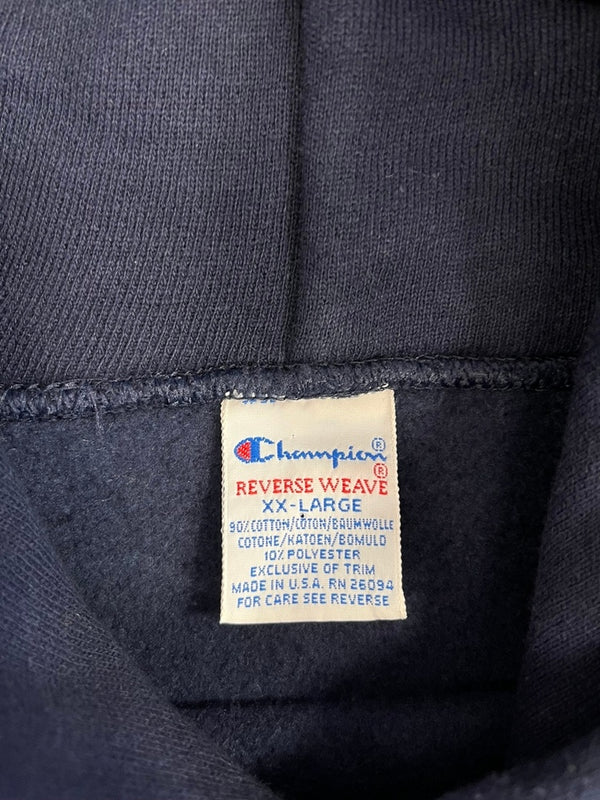 Champion®
®
REVERSE WEAVE
XX-LARGE
90% COTTON/COTON/BAUMWOLLE
COTONE/KATOEN/BOMULD
10% POLYESTER
EXCLUSIVE OF TRIM
MADE IN U.S.A. RN 26094
FOR CARE SEE REVERSE